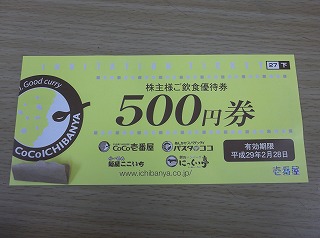 27 下
Good curry
CoCoICHIBANYA
株主様ご飲食優待券
500円券
CoCo壱番屋
パスタ・デ・ココ
麺屋ここいち
にっくい亭
www.ichibanya.co.jp/
有効期限
平成29年2月28日
壱番屋